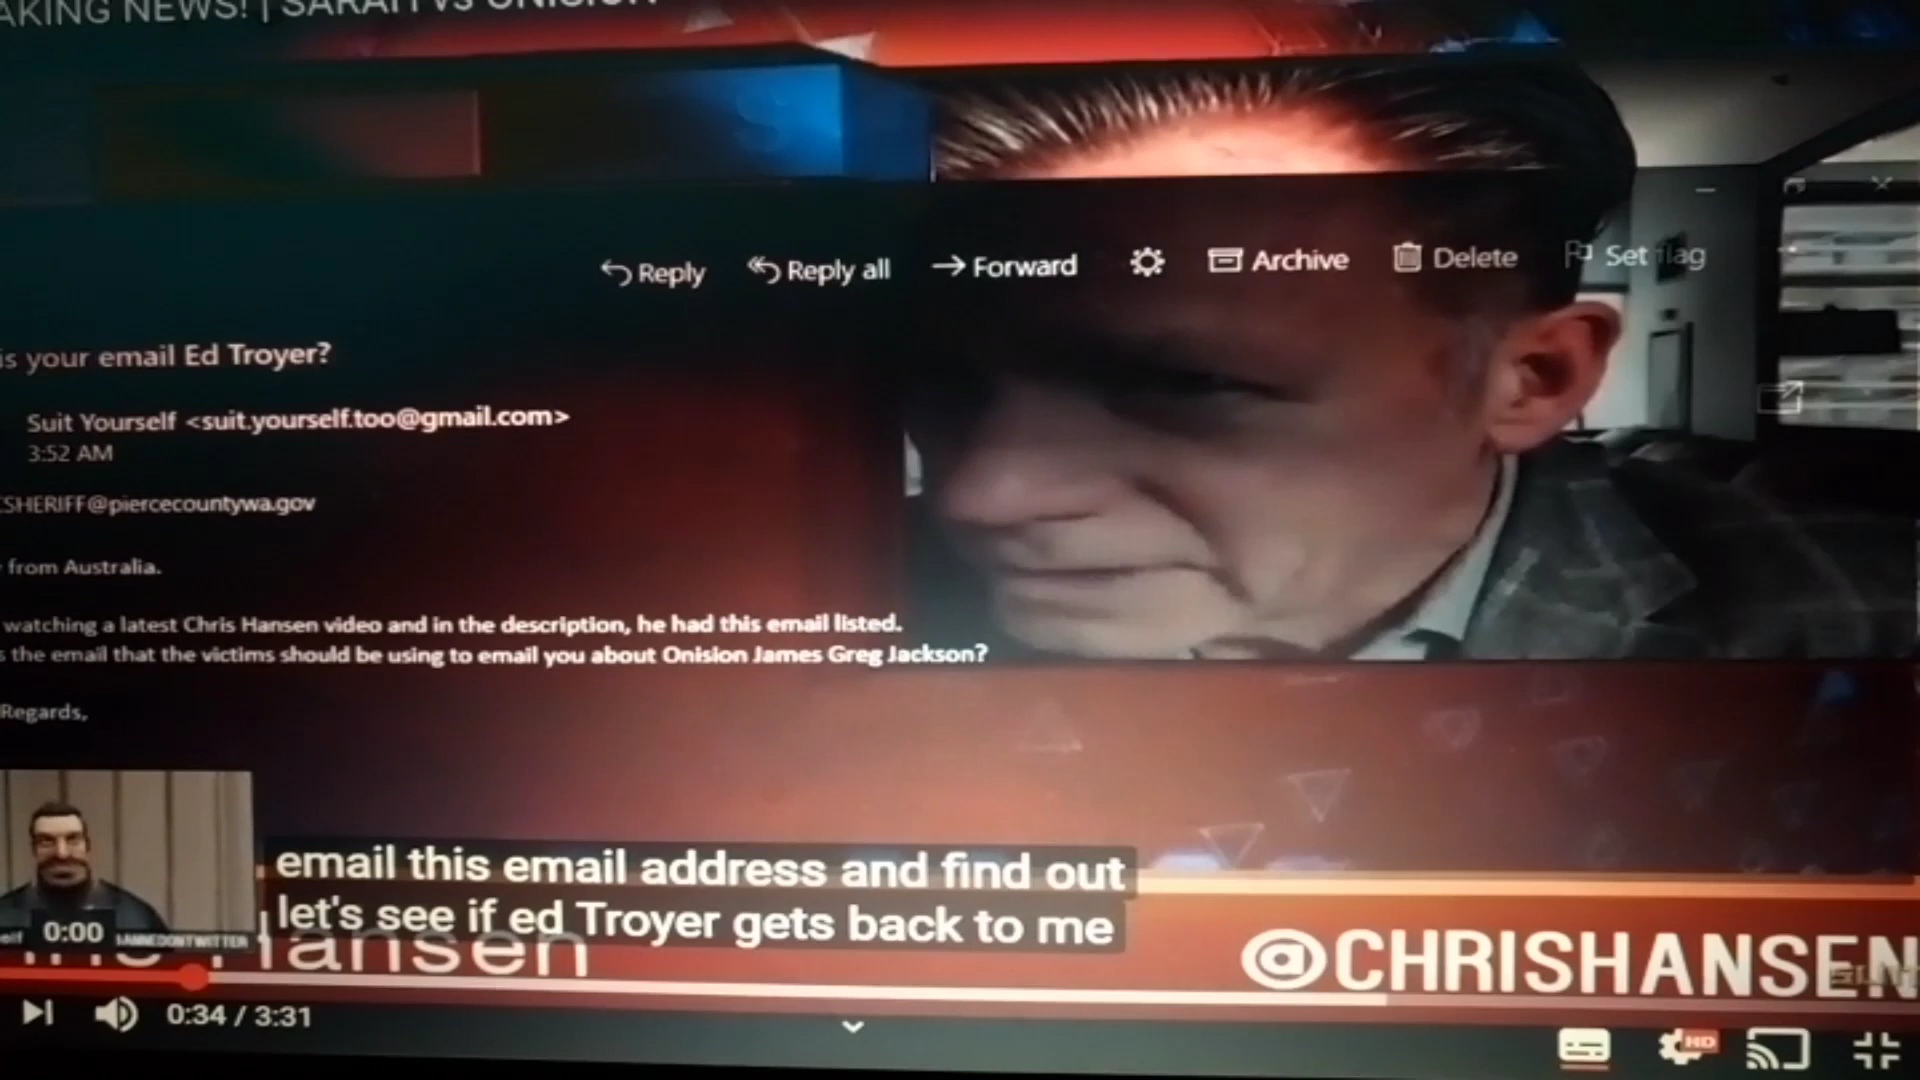 AKING NEWS! | SARAH vs ONISION
Reply
Reply all
Forward
Archive
Delete
Set flag
is your email Ed Troyer?
Suit Yourself <suit.yourself.too@gmail.com>
3:52 AM
SHERIFF@piercecountywa.gov
from Australia.
watching a latest Chris Hansen video and in the description, he had this email listed.
s the email that the victims should be using to email you about Onision James Greg Jackson?
Regards,
email this email address and find out
let's see if ed Troyer gets back to me
0:00
BANNEDONTWITTER
Hansen
@CHRISHANSEN
0:34 / 3:31
HD